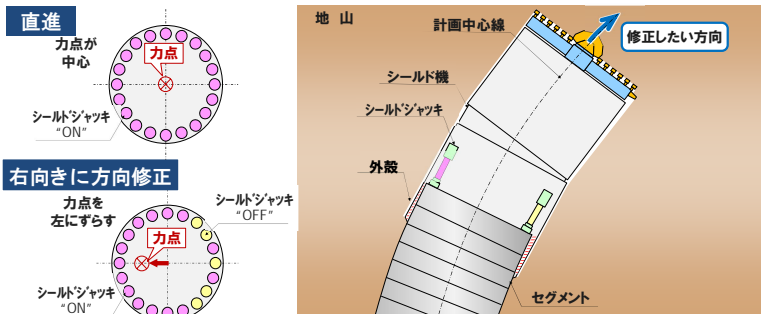 直進
力点が
中心
力点
シールドジャッキ
“ON”
右向きに方向修正
力点を
左にずらす
シールドジャッキ
“OFF”
力点
シールドジャッキ
“ON”
地 山
計画中心線
修正したい方向
シールド機
シールドジャッキ
外殻
セグメント